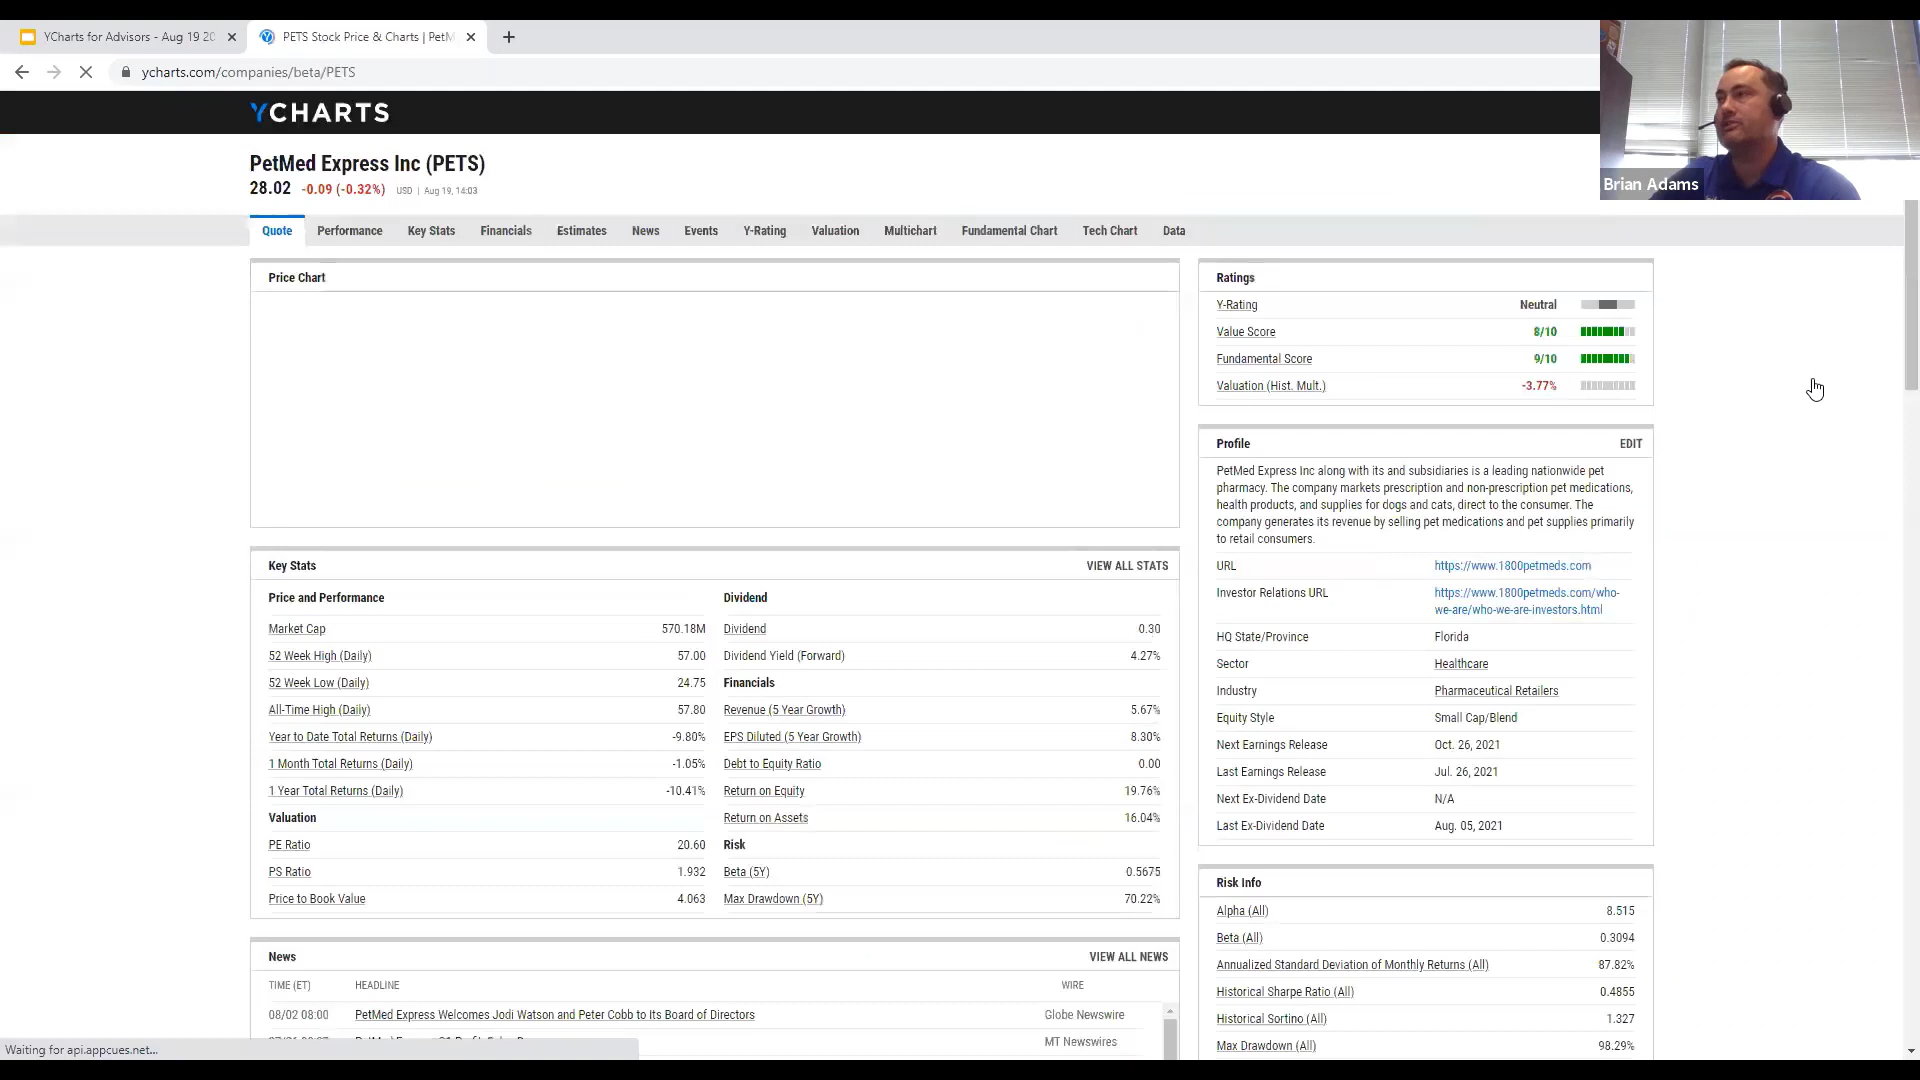 YCharts for Advisors - Aug 19 20
PETS Stock Price & Charts | PetM
ycharts.com/companies/beta/PETS
YCHARTS
Brian Adams
PetMed Express Inc (PETS)
28.02 -0.09 (-0.32%) USD | Aug 19, 14:03
Quote Performance Key Stats Financials Estimates News Events Y-Rating Valuation Multichart Fundamental Chart Tech Chart Data
Price Chart
Key Stats VIEW ALL STATS
Price and Performance
Market Cap 570.18M
52 Week High (Daily) 57.00
52 Week Low (Daily) 24.75
All-Time High (Daily) 57.80
Year to Date Total Returns (Daily) -9.80%
1 Month Total Returns (Daily) -1.05%
1 Year Total Returns (Daily) -10.41%
Valuation
PE Ratio 20.60
PS Ratio 1.932
Price to Book Value 4.063
Dividend
Dividend 0.30
Dividend Yield (Forward) 4.27%
Financials
Revenue (5 Year Growth) 5.67%
EPS Diluted (5 Year Growth) 8.30%
Debt to Equity Ratio 0.00
Return on Equity 19.76%
Return on Assets 16.04%
Risk
Beta (5Y) 0.5675
Max Drawdown (5Y) 70.22%
News VIEW ALL NEWS
TIME (ET) HEADLINE WIRE
08/02 08:00 PetMed Express Welcomes Jodi Watson and Peter Cobb to Its Board of Directors Globe Newswire
MT Newswires
Waiting for api.appcues.net...
Ratings
Y-Rating Neutral
Value Score 8/10
Fundamental Score 9/10
Valuation (Hist. Mult.) -3.77%
Profile EDIT
PetMed Express Inc along with its and subsidiaries is a leading nationwide pet
pharmacy. The company markets prescription and non-prescription pet medications,
health products, and supplies for dogs and cats, direct to the consumer. The
company generates its revenue by selling pet medications and pet supplies primarily
to retail consumers.
URL https://www.1800petmeds.com
Investor Relations URL https://www.1800petmeds.com/who-
we-are/who-we-are-investors.html
HQ State/Province Florida
Sector Healthcare
Industry Pharmaceutical Retailers
Equity Style Small Cap/Blend
Next Earnings Release Oct. 26, 2021
Last Earnings Release Jul. 26, 2021
Next Ex-Dividend Date N/A
Last Ex-Dividend Date Aug. 05, 2021
Risk Info
Alpha (All) 8.515
Beta (All) 0.3094
Annualized Standard Deviation of Monthly Returns (All) 87.82%
Historical Sharpe Ratio (All) 0.4855
Historical Sortino (All) 1.327
Max Drawdown (All) 98.29%